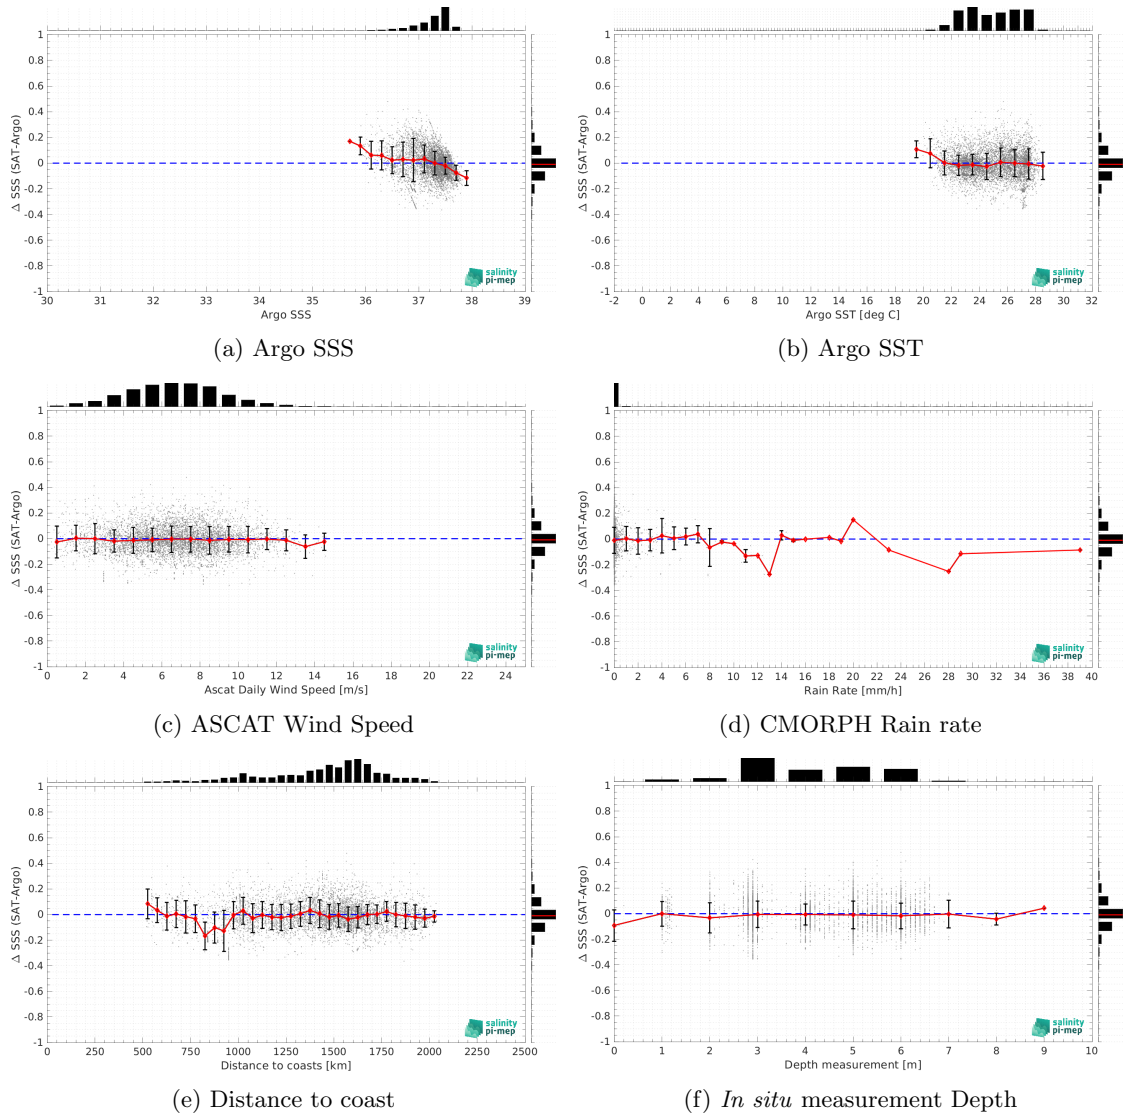 1
0.8
0.6
0.4
0.2
0
-0.2
-0.4
-0.6
-0.8
-1
Δ SSS (SAT-Argo)
30 31 32 33 34 35 36 37 38 39
Argo SSS
salinity
pi-mep
(a) Argo SSS
1
0.8
0.6
0.4
0.2
0
-0.2
-0.4
-0.6
-0.8
-1
Δ SSS (SAT-Argo)
-2 0 2 4 6 8 10 12 14 16 18 20 22 24 26 28 30 32
Argo SST [deg C]
salinity
pi-mep
(b) Argo SST
1
0.8
0.6
0.4
0.2
0
-0.2
-0.4
-0.6
-0.8
-1
Δ SSS (SAT-Argo)
0 2 4 6 8 10 12 14 16 18 20 22 24
Ascat Daily Wind Speed [m/s]
salinity
pi-mep
(c) ASCAT Wind Speed
1
0.8
0.6
0.4
0.2
0
-0.2
-0.4
-0.6
-0.8
-1
Δ SSS (SAT-Argo)
0 2 4 6 8 10 12 14 16 18 20 22 24 26 28 30 32 34 36 38 40
Rain Rate [mm/h]
salinity
pi-mep
(d) CMORPH Rain rate
1
0.8
0.6
0.4
0.2
0
-0.2
-0.4
-0.6
-0.8
-1
Δ SSS (SAT-Argo)
0 250 500 750 1000 1250 1500 1750 2000 2250 2500
Distance to coasts [km]
salinity
pi-mep
(e) Distance to coast
1
0.8
0.6
0.4
0.2
0
-0.2
-0.4
-0.6
-0.8
-1
Δ SSS (SAT-Argo)
0 1 2 3 4 5 6 7 8 9 10
Depth measurement [m]
salinity
pi-mep
(f) In situ measurement Depth